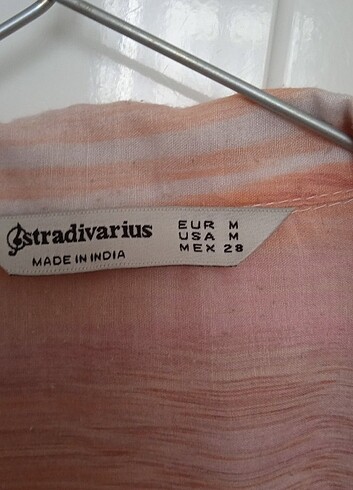 stradivarius
MADE IN INDIA
EUR M
USA M
MEX 28